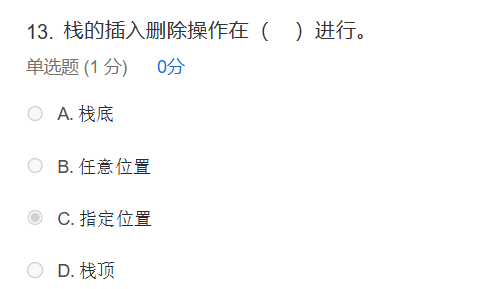 13. 栈的插入删除操作在（　）进行。
单选题 (1 分) 0分
A. 栈底
B. 任意位置
C. 指定位置
D. 栈顶